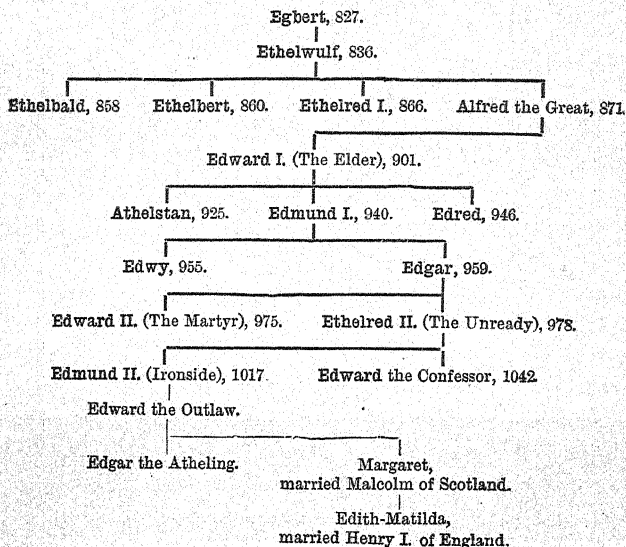 Egbert, 827.
Ethelwulf, 836.
Ethelbald, 858 Ethelbert, 860. Ethelred I., 866. Alfred the Great, 871.
Edward I. (The Elder), 901.
Athelstan, 925. Edmund I., 940. Edred, 946.
Edwy, 955. Edgar, 959.
Edward II. (The Martyr), 975. Ethelred II. (The Unready), 978.
Edmund II. (Ironside), 1017. Edward the Confessor, 1042.
Edward the Outlaw.
Edgar the Atheling. Margaret,
married Malcolm of Scotland.
Edith-Matilda,
married Henry I. of England.